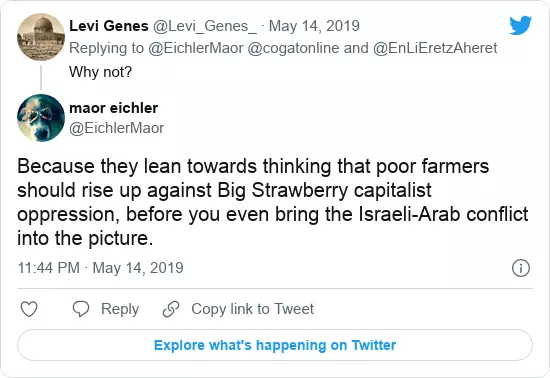 Levi Genes @Levi_Genes_ · May 14, 2019
Replying to @EichlerMaor @cogatonline and @EnLiEretzAheret
Why not?
maor eichler
@EichlerMaor
Because they lean towards thinking that poor farmers
should rise up against Big Strawberry capitalist
oppression, before you even bring the Israeli-Arab conflict
into the picture.
11:44 PM · May 14, 2019
Reply
Copy link to Tweet
Explore what's happening on Twitter